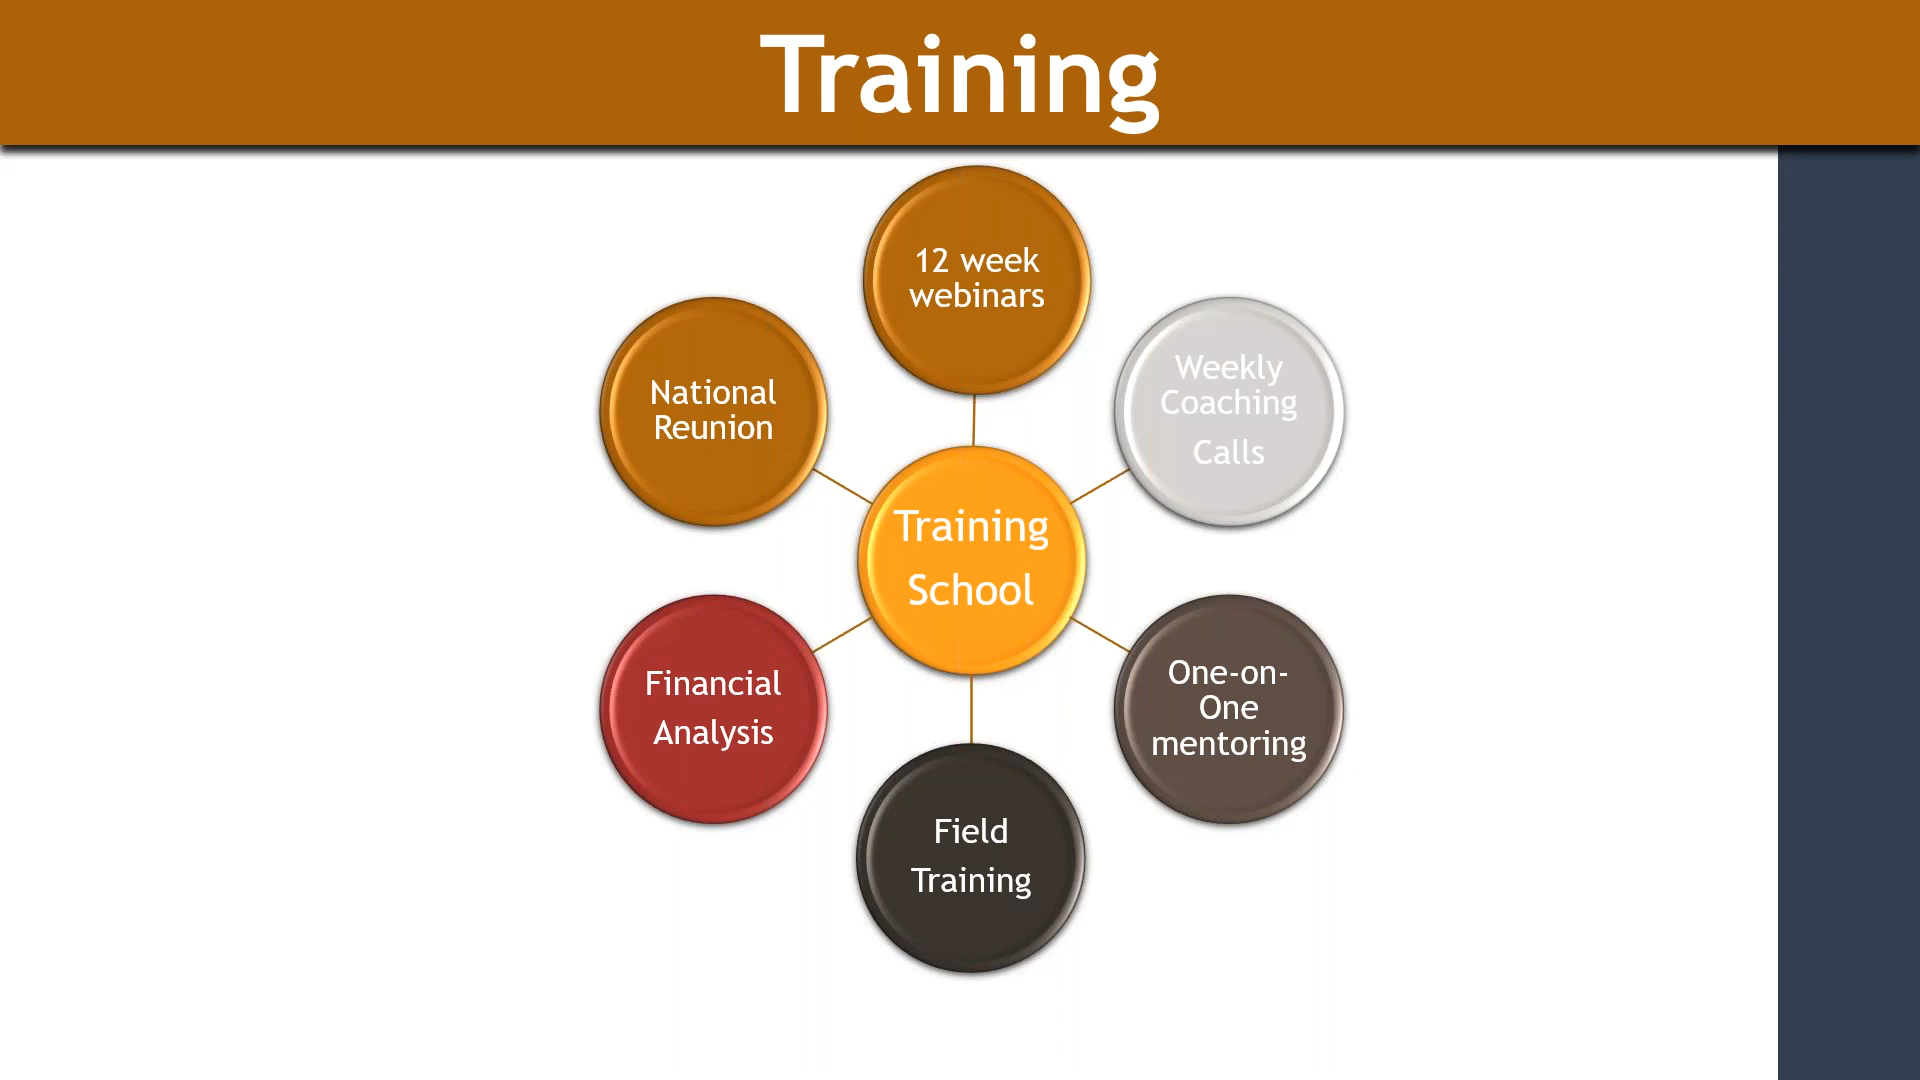 Training
12 week
webinars
Weekly
Coaching
Calls
One-on-
One
mentoring
Field
Training
Financial
Analysis
National
Reunion
Training
School